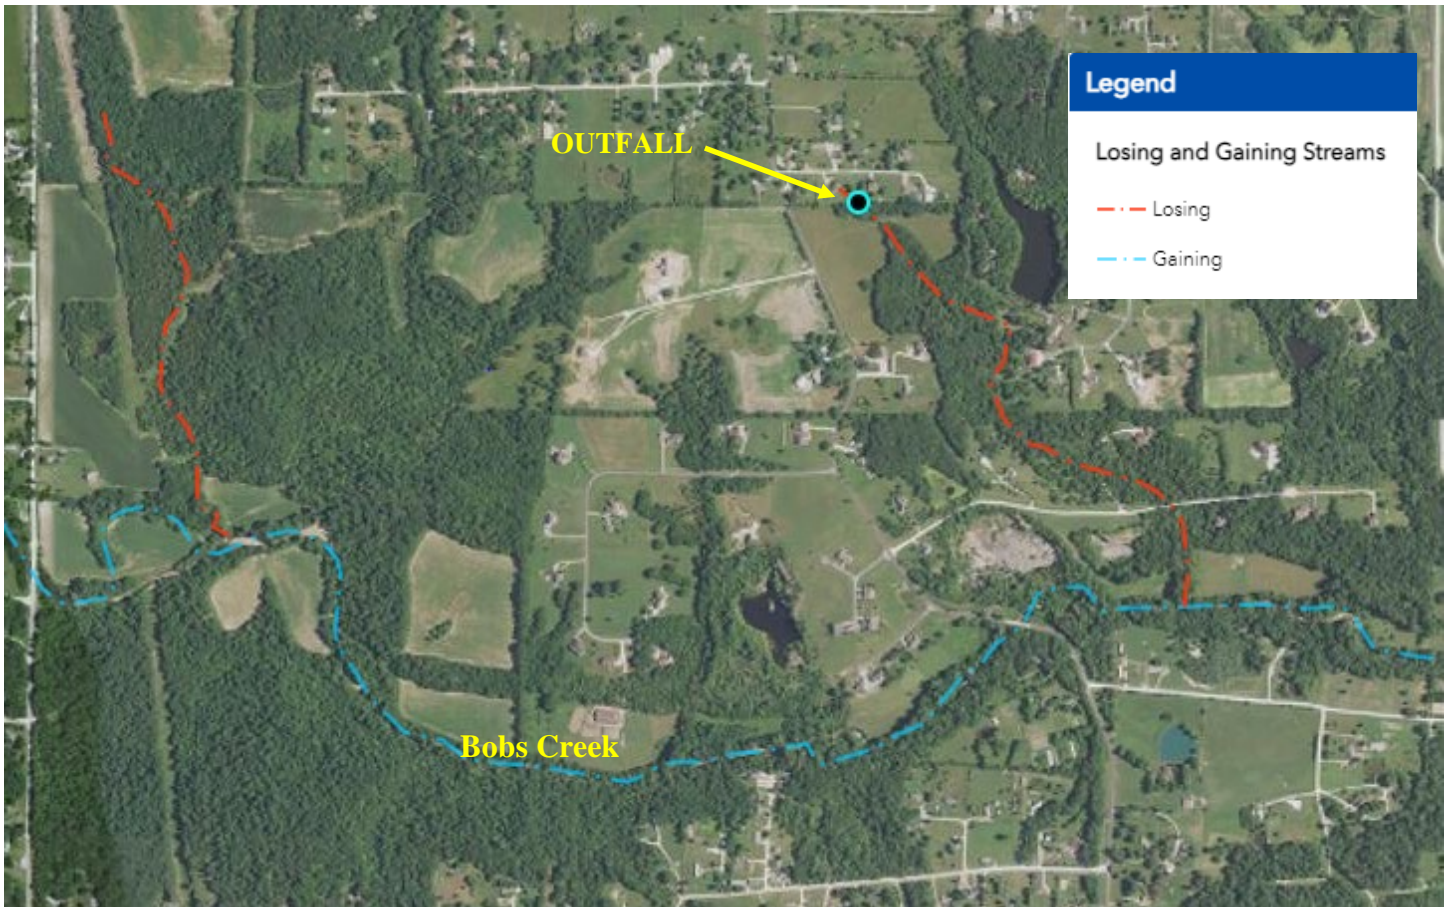 Legend
Losing and Gaining Streams
Losing
Gaining
OUTFALL
Bobs Creek